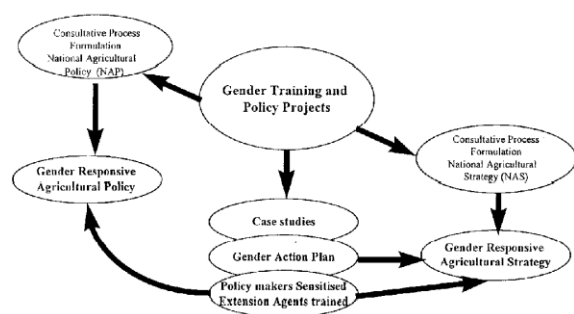 Consultative Process
Formulation
National Agricultural
Policy (NAP)
Gender Training and
Policy Projects
Consultative Process
Formulation
National Agricultural
Strategy (NAS)
Gender Responsive
Agricultural Policy
Case studies
Gender Action Plan
Policy makers Sensitised
Extension Agents trained
Gender Responsive
Agricultural Strategy